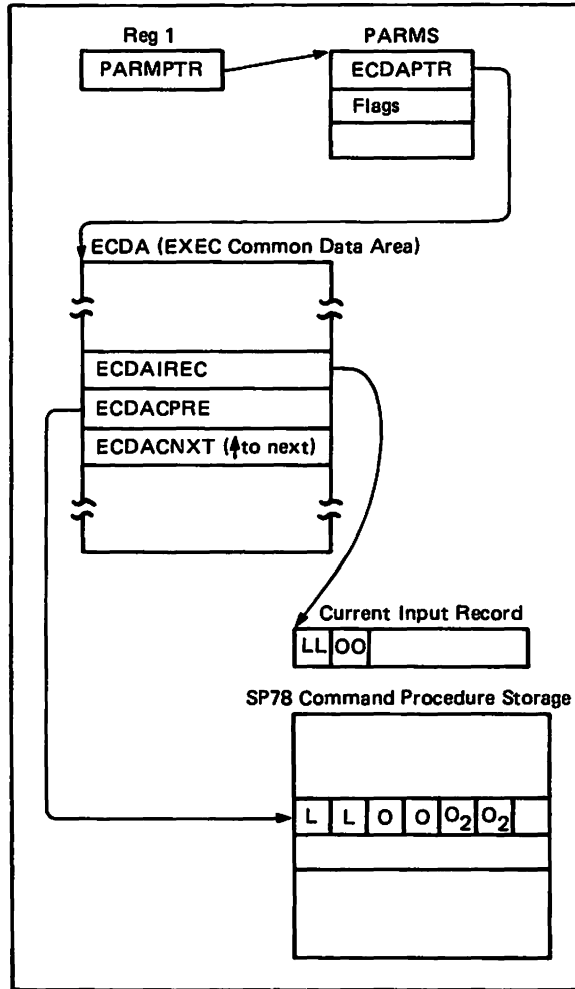 Reg 1
PARMS
PARMPTR
ECDAPTR
Flags
ECDA (EXEC Common Data Area)
ECDAIREC
ECDACPRE
ECDACNXT (↑to next)
Current Input Record
LL OO
SP78 Command Procedure Storage
L L O O O₂ O₂